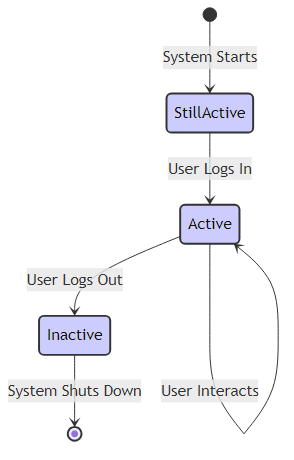 System Starts
StillActive
User Logs In
Active
User Logs Out
Inactive
System Shuts Down
User Interacts